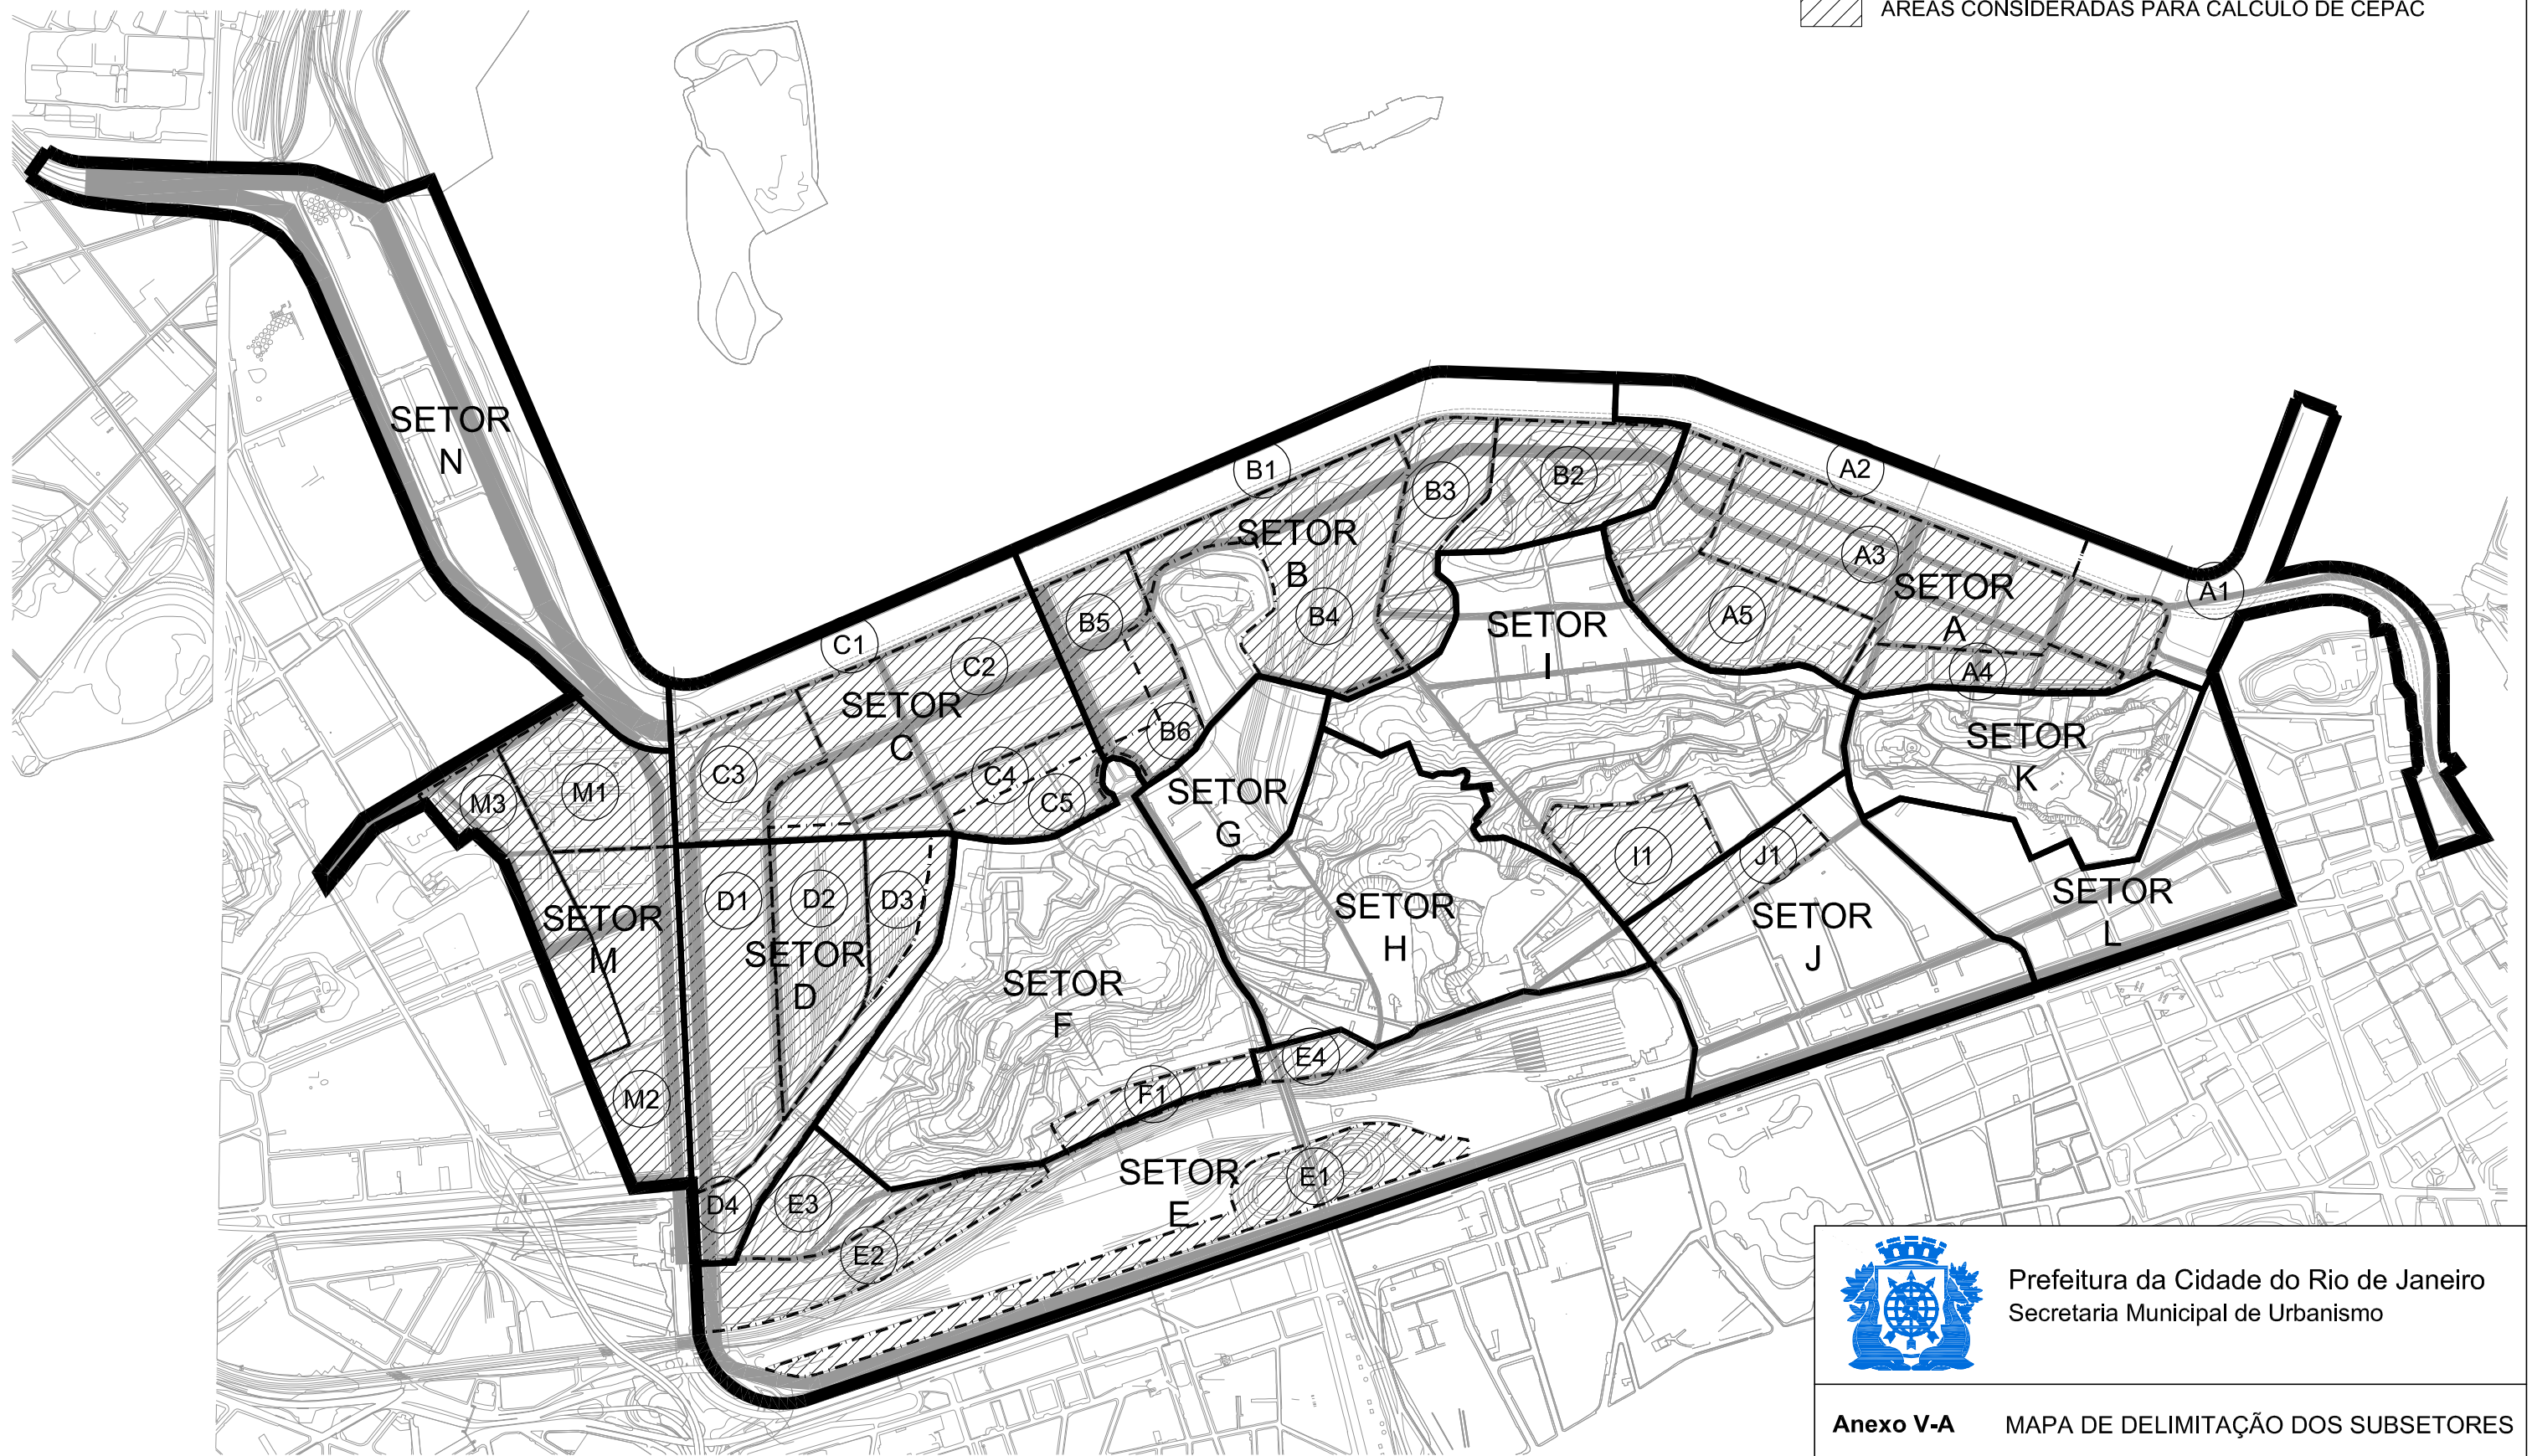 AREAS CONSIDERADAS PARA CALCULO DE CEPAC
SETOR
N
B1
B3
B2
A2
SETOR
B
A3
SETOR
A
A1
B5
B4
SETOR
I
A5
A4
C1
C2
SETOR
C
B6
C3
C4
C5
M3
M1
SETOR
G
SETOR
K
I1
J1
D1
D2
D3
SETOR
M
SETOR
D
SETOR
H
SETOR
J
SETOR
L
SETOR
F
M2
F1
E4
SETOR
E
E1
D4
E3
E2
Prefeitura da Cidade do Rio de Janeiro
Secretaria Municipal de Urbanismo
Anexo V-A MAPA DE DELIMITAÇÃO DOS SUBSETORES